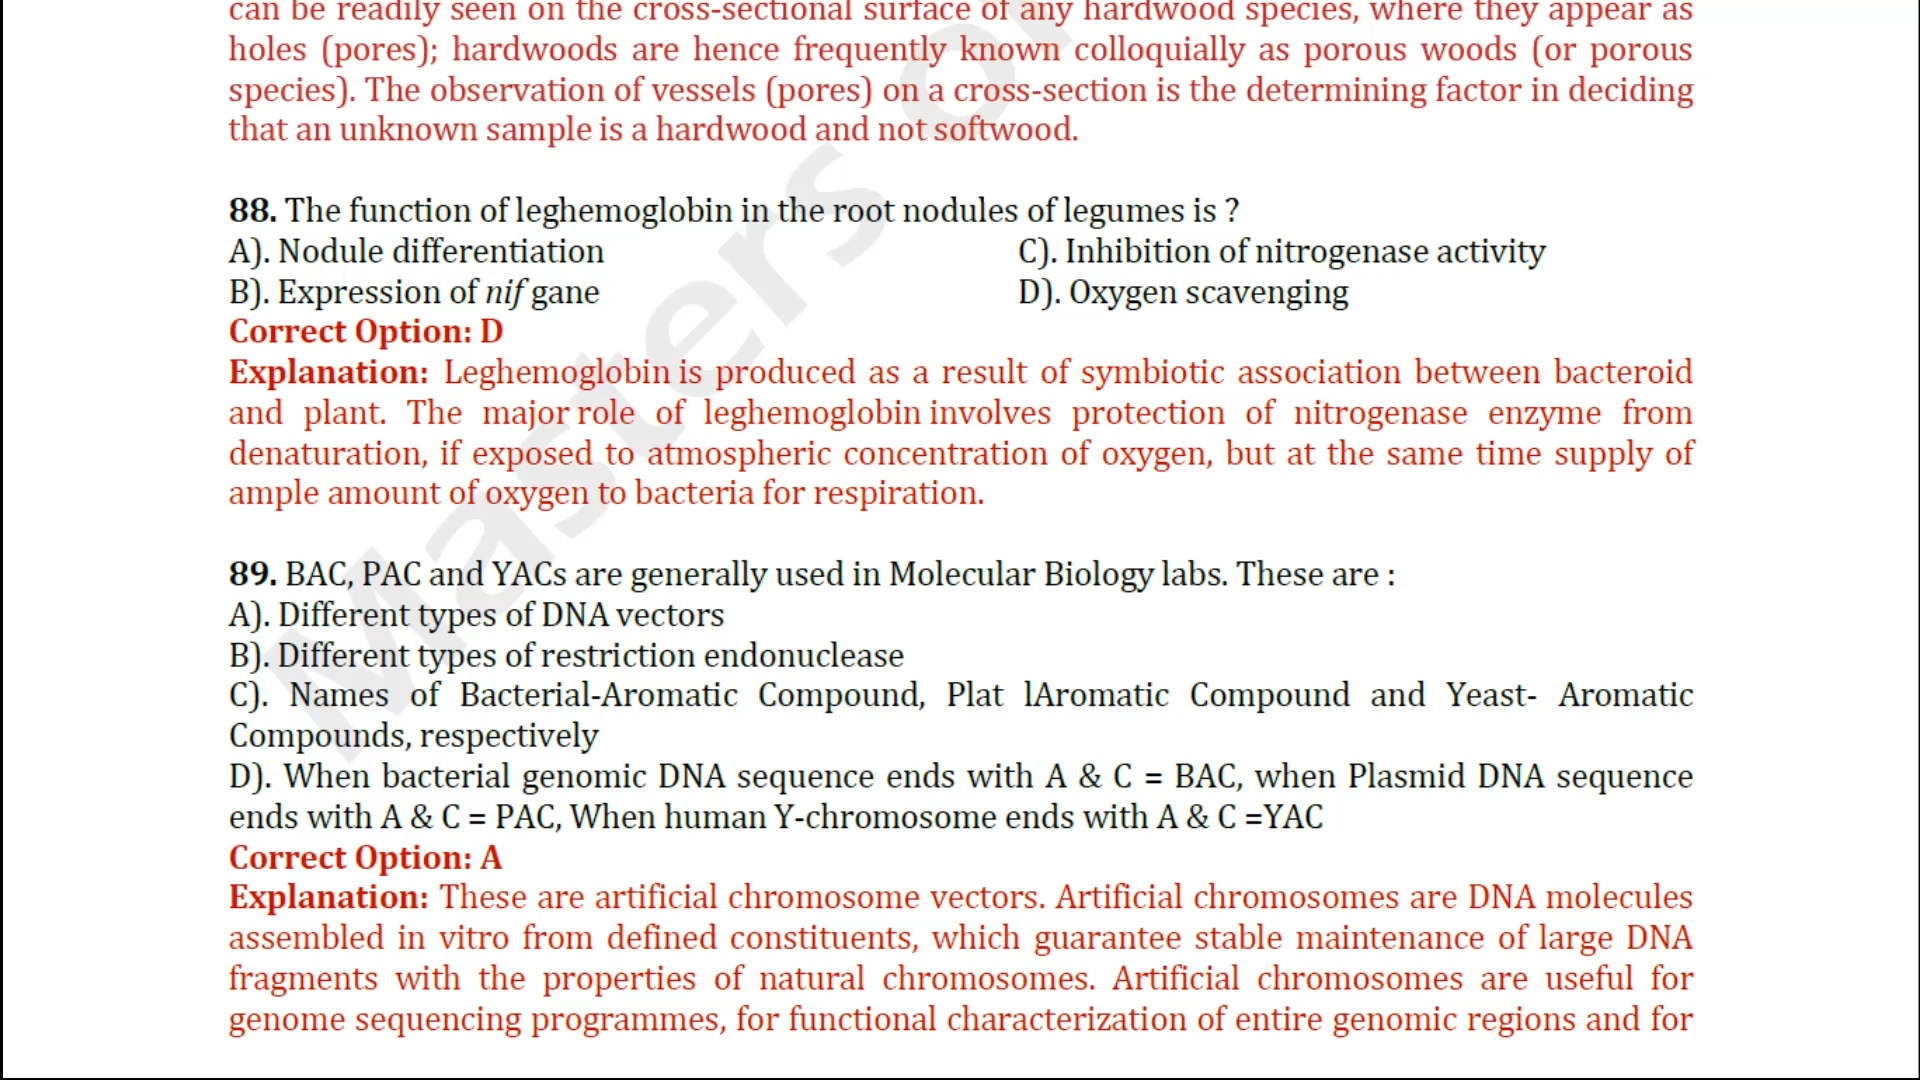 can be readily seen on the cross-sectional surface of any hardwood species, where they appear as
holes (pores); hardwoods are hence frequently known colloquially as porous woods (or porous
species). The observation of vessels (pores) on a cross-section is the determining factor in deciding
that an unknown sample is a hardwood and not softwood.
88. The function of leghemoglobin in the root nodules of legumes is ?
A). Nodule differentiation
C). Inhibition of nitrogenase activity
B). Expression of nif gane
D). Oxygen scavenging
Correct Option: D
Explanation: Leghemoglobin is produced as a result of symbiotic association between bacteroid
and plant. The major role of leghemoglobin involves protection of nitrogenase enzyme from
denaturation, if exposed to atmospheric concentration of oxygen, but at the same time supply of
ample amount of oxygen to bacteria for respiration.
89. BAC, PAC and YACs are generally used in Molecular Biology labs. These are :
A). Different types of DNA vectors
B). Different types of restriction endonuclease
C). Names of Bacterial-Aromatic Compound, Plat lAromatic Compound and Yeast- Aromatic
Compounds, respectively
D). When bacterial genomic DNA sequence ends with A & C = BAC, when Plasmid DNA sequence
ends with A & C = PAC, When human Y-chromosome ends with A & C =YAC
Correct Option: A
Explanation: These are artificial chromosome vectors. Artificial chromosomes are DNA molecules
assembled in vitro from defined constituents, which guarantee stable maintenance of large DNA
fragments with the properties of natural chromosomes. Artificial chromosomes are useful for
genome sequencing programmes, for functional characterization of entire genomic regions and for
Masters